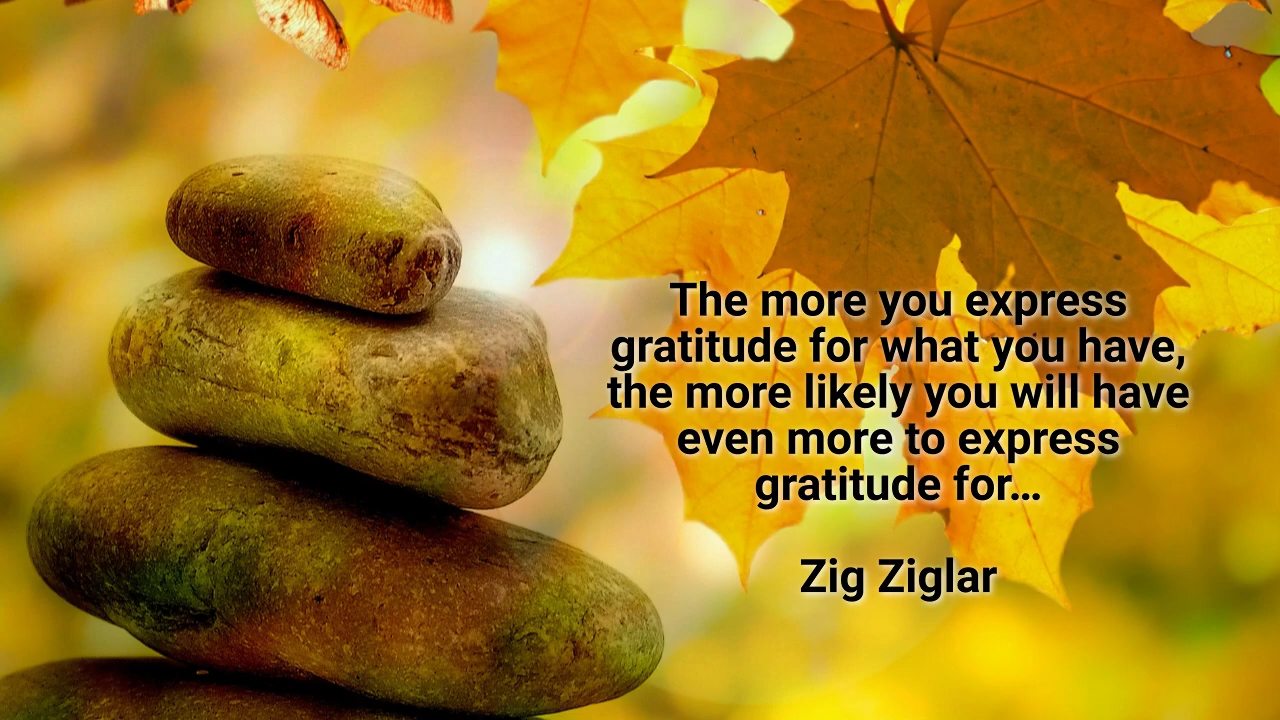 The more you express
gratitude for what you have,
the more likely you will have
even more to express
gratitude for...
Zig Ziglar